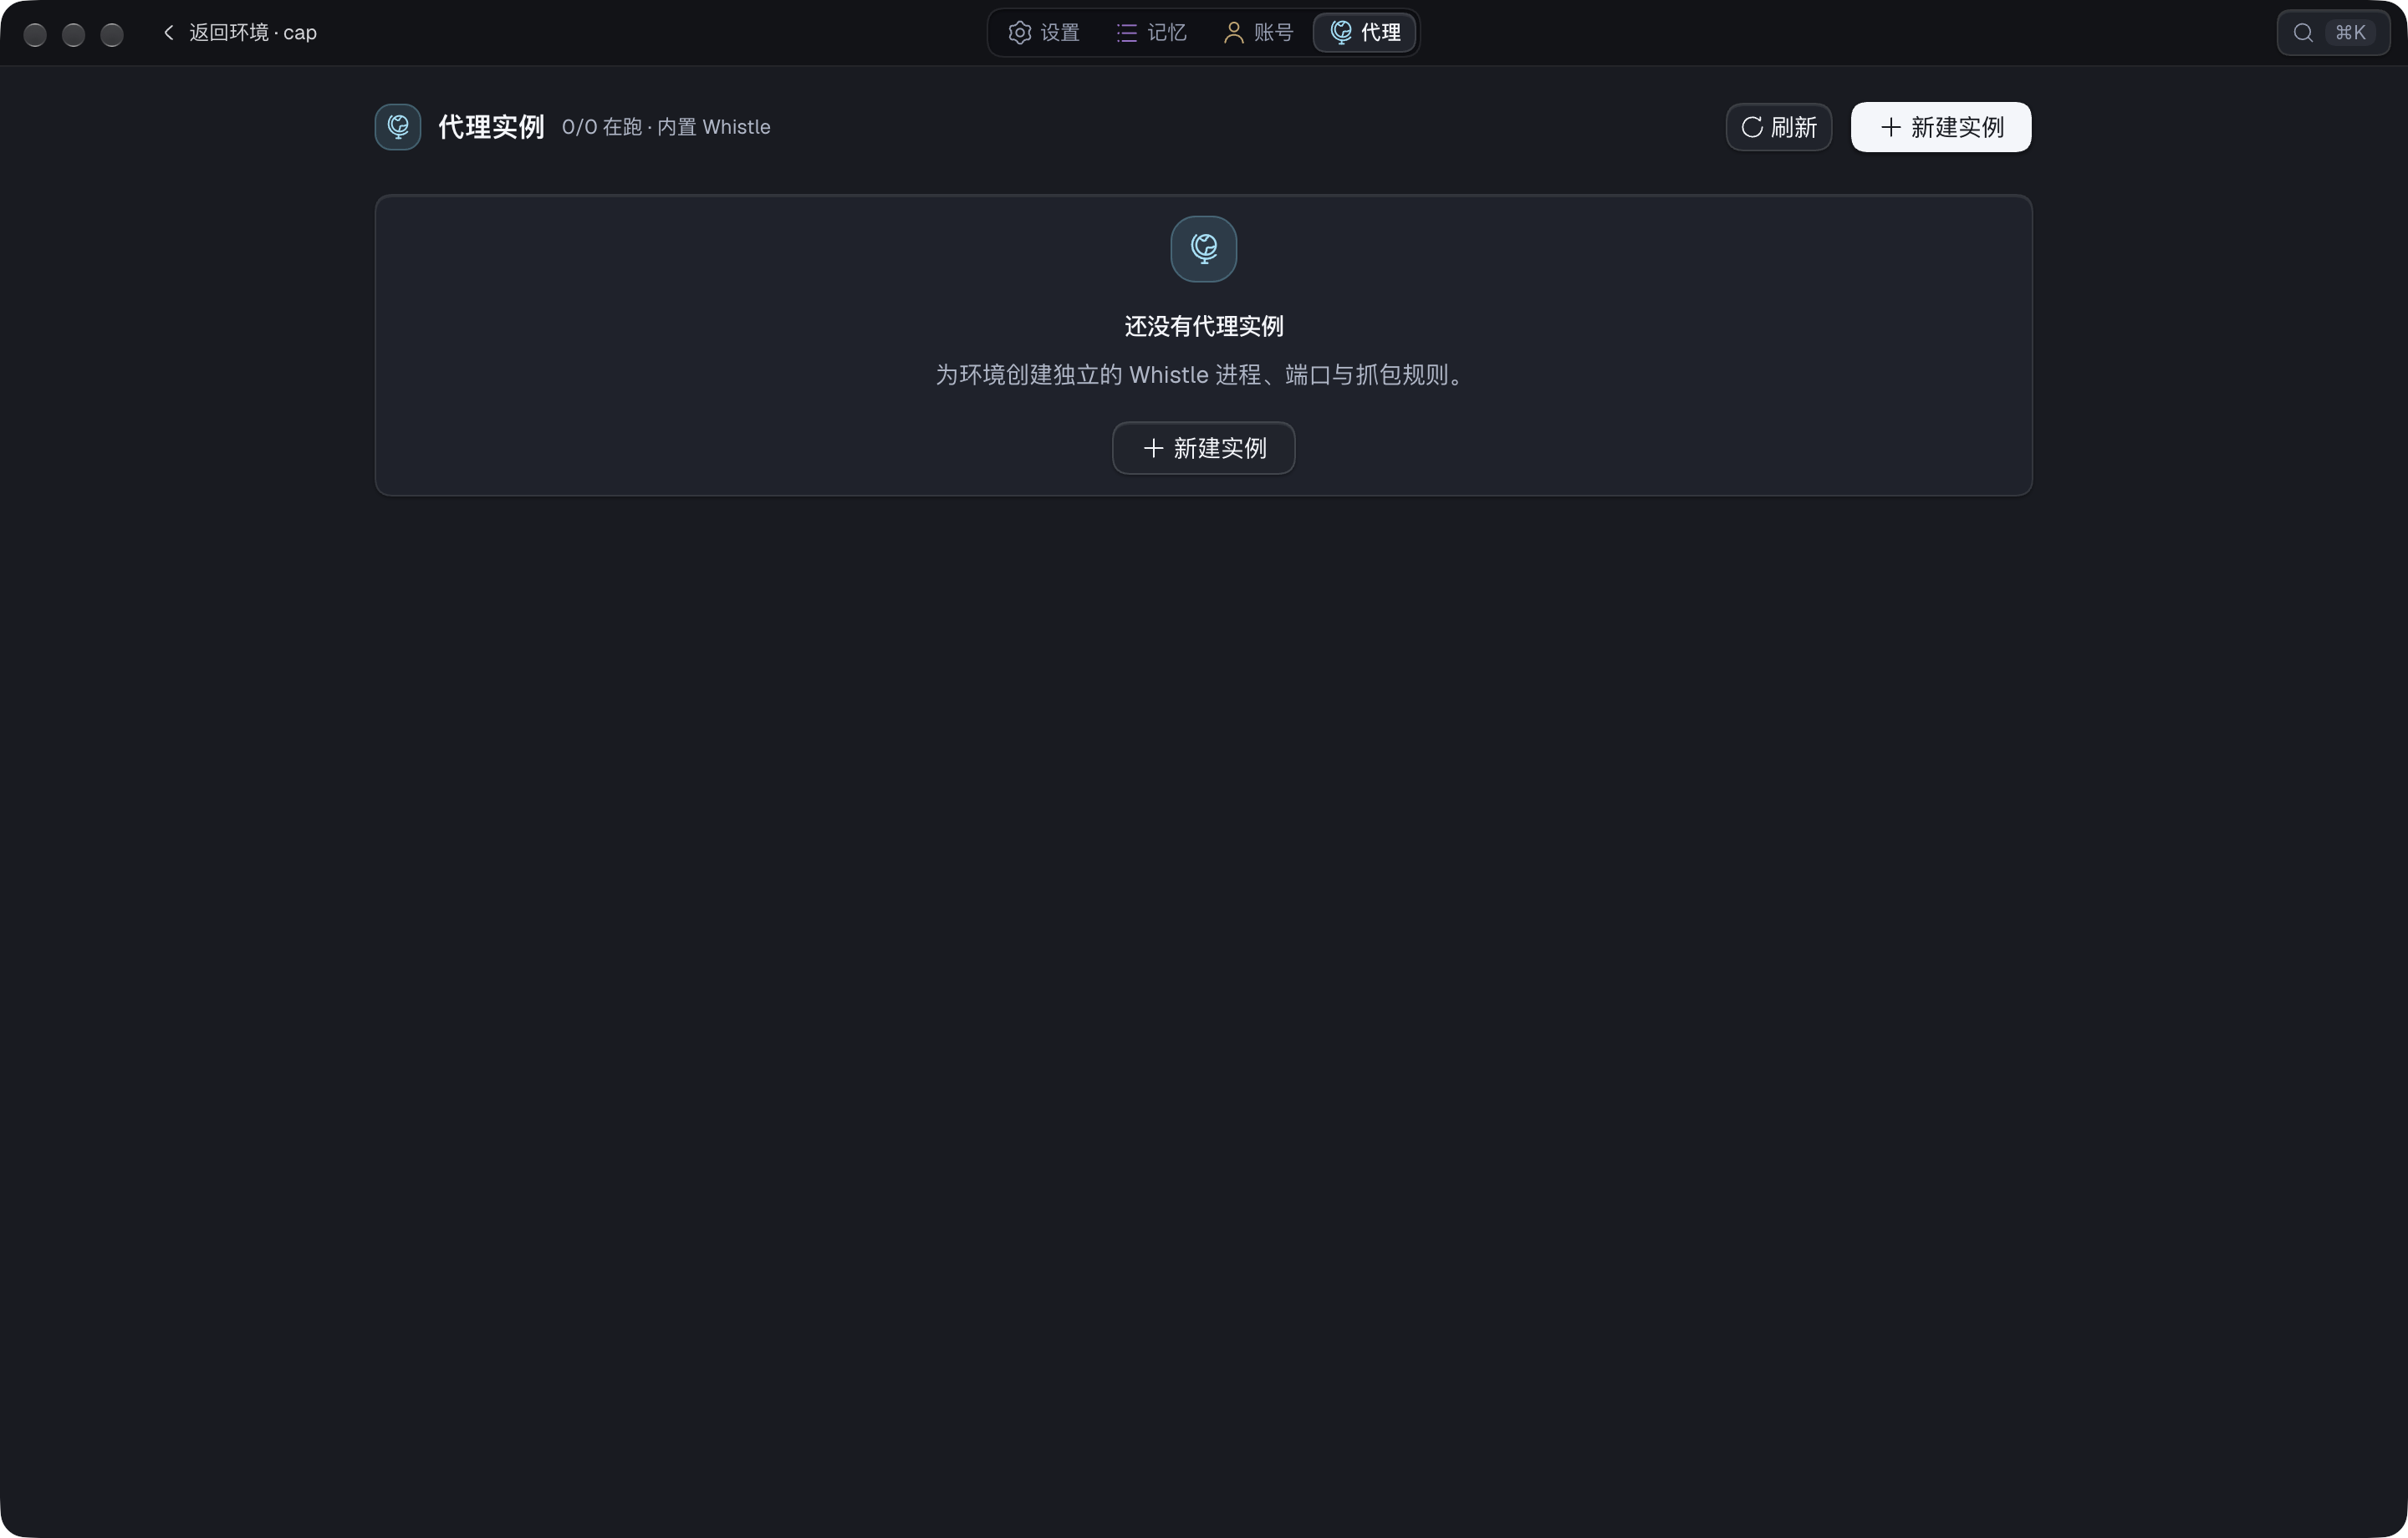 返回环境 · cap
设置
记忆
账号
代理
⌘K
代理实例
0/0 在跑 · 内置 Whistle
刷新
新建实例
还没有代理实例
为环境创建独立的 Whistle 进程、端口与抓包规则。
新建实例